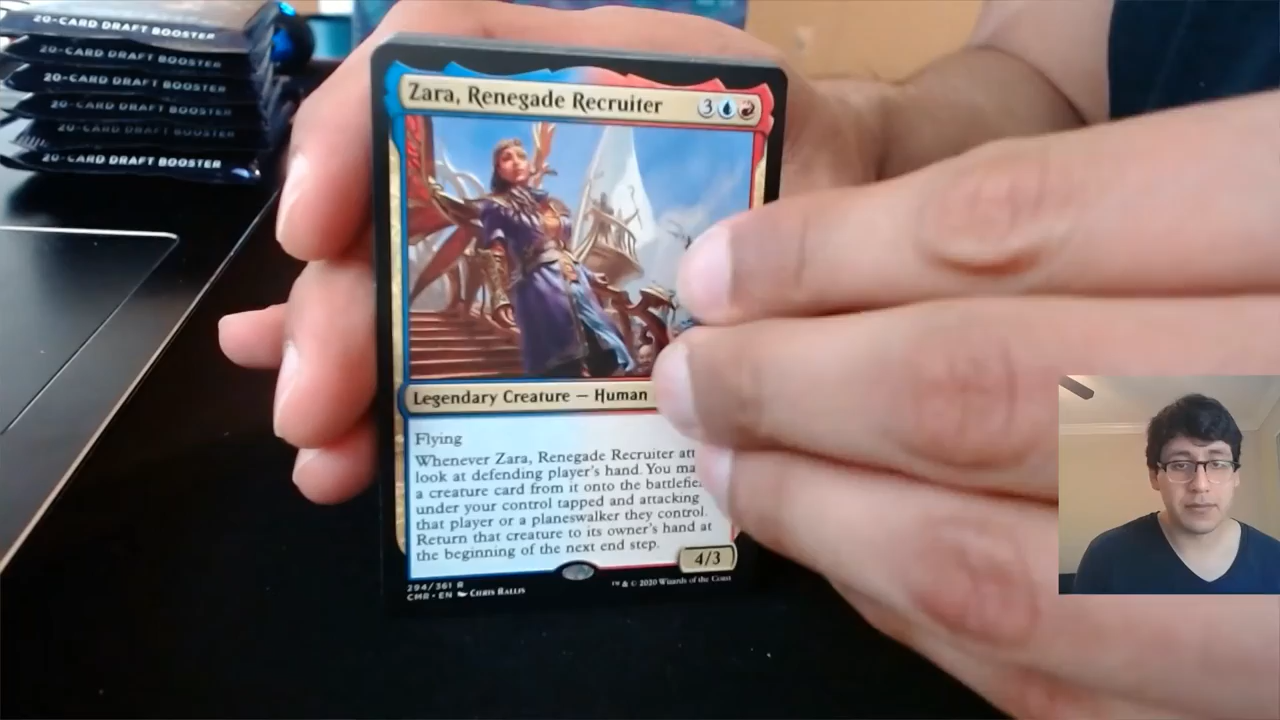 20-CARD DRAFT BOOSTER
20-CARD DRAFT BOOSTER
20-CARD DRAFT BOOSTER
20-CARD DRAFT BOOSTER
20-CARD DRAFT BOOSTER
20-CARD DRAFT BOOSTER
Zara, Renegade Recruiter 3
Legendary Creature — Human
Flying
Whenever Zara, Renegade Recruiter
look at defending player's hand. You
a creature card from it onto the
under your control tapped and attacking
that player or a planeswalker they control.
Return that creature to its owner's hand at
the beginning of the next end step.
4/3
294/361 R
CMR • EN Chris Rallis
™ & © 2020 Wizards of the Coast